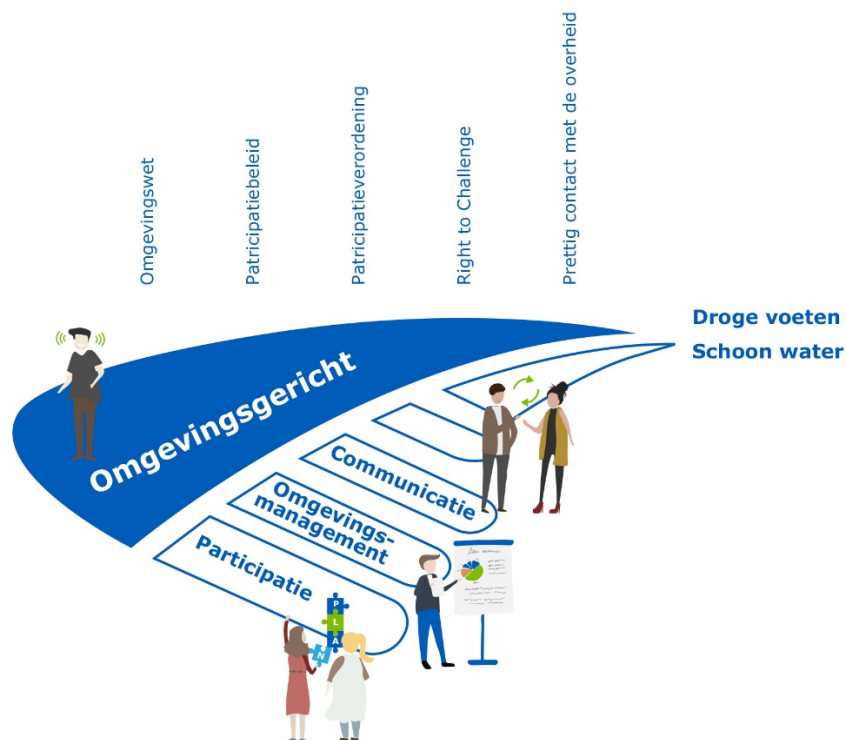 Omgevingswet
Patricipatiebeleid
Patricipatieverordening
Right to Challenge
Prettig contact met de overheid
Droge voeten
Schoon water
Omgevingsgericht
Communicatie
Omgevings-
management
Participatie
P
L
A
N